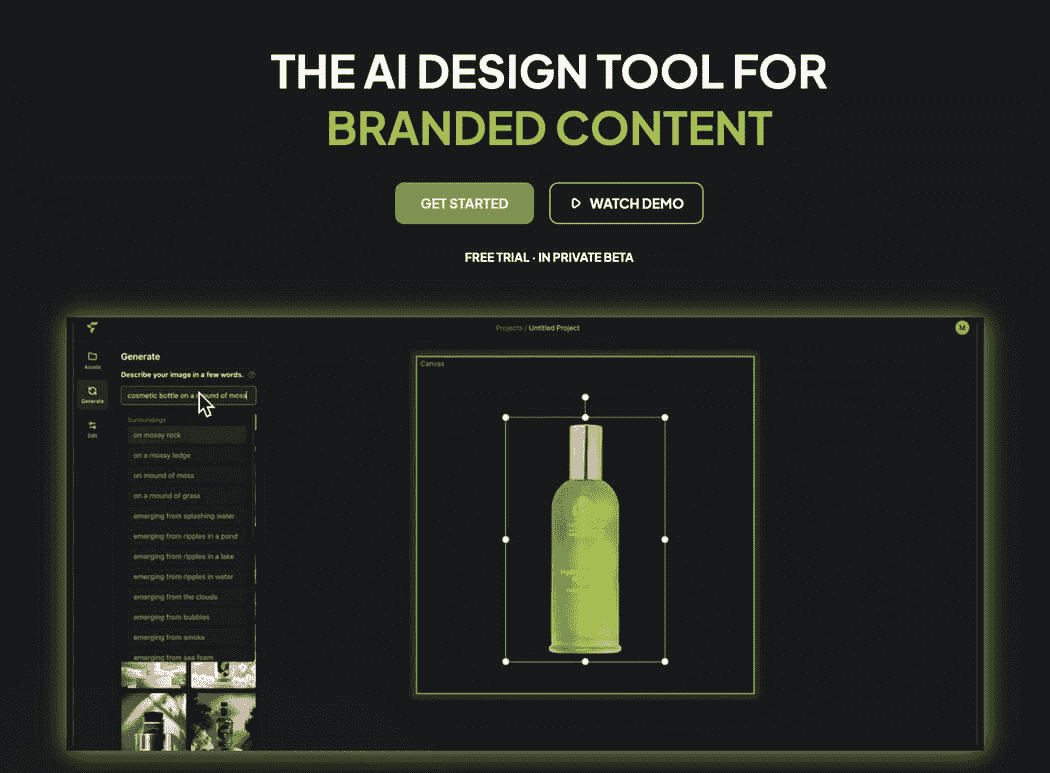 THE AI DESIGN TOOL FOR
BRANDED CONTENT
GET STARTED
WATCH DEMO
FREE TRIAL · IN PRIVATE BETA
Projects / Untitled Project
M
Assets
Generate
Edit
Generate
Describe your image in a few words.
cosmetic bottle on a mound of moss
Surroundings
on mossy rock
on a mossy ledge
on mound of moss
on a mound of grass
emerging from splashing water
emerging from ripples in a pond
emerging from ripples in a lake
emerging from ripples in water
emerging from the clouds
emerging from bubbles
emerging from smoke
emerging from sea foam
Canvas